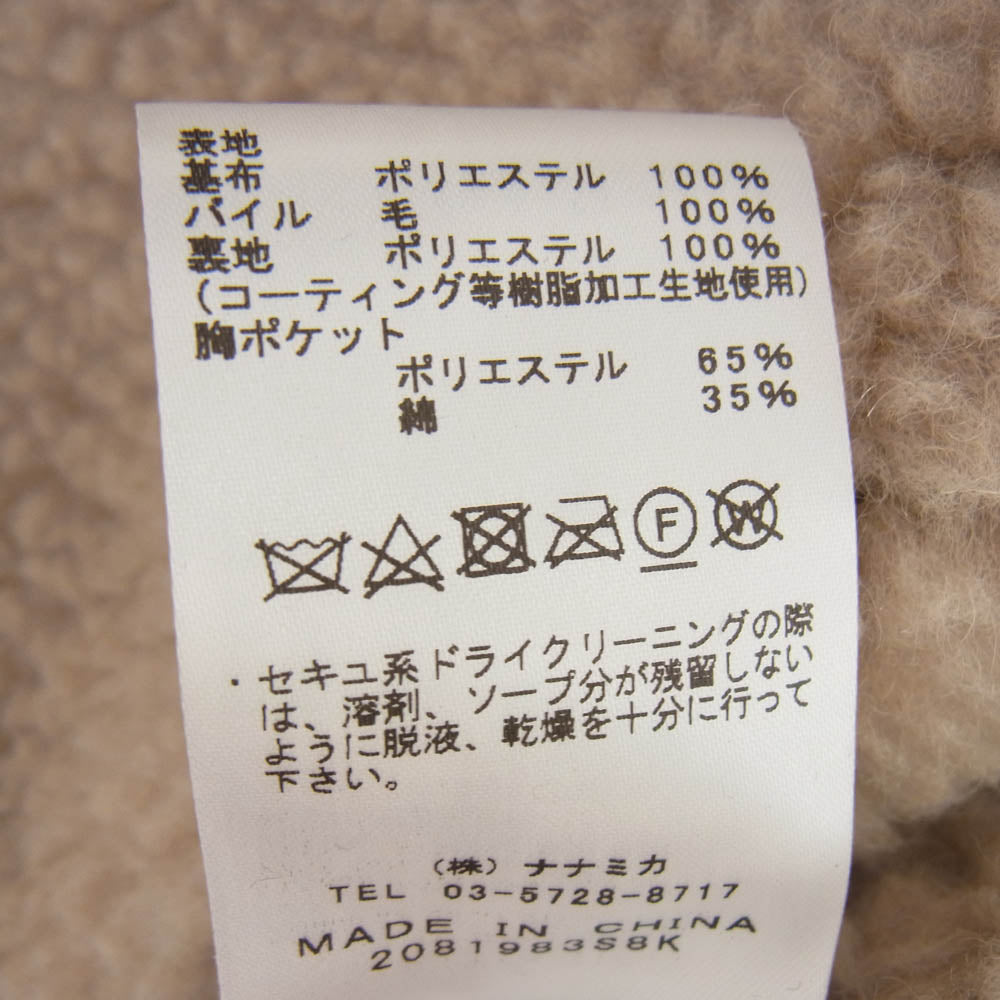 表地
基布 ポリエステル 100%
パイル 毛 100%
裏地 ポリエステル 100%
(コーティング等樹脂加工生地使用)
胸ポケット
ポリエステル 65%
綿 35%
F W
・セキユ系ドライクリーニングの際
は、溶剤、ソープ分が残留しない
ように脱液、乾燥を十分に行って
下さい。
(株) ナナミカ
TEL 03-5728-8717
MADE IN CHINA
2081983S8K